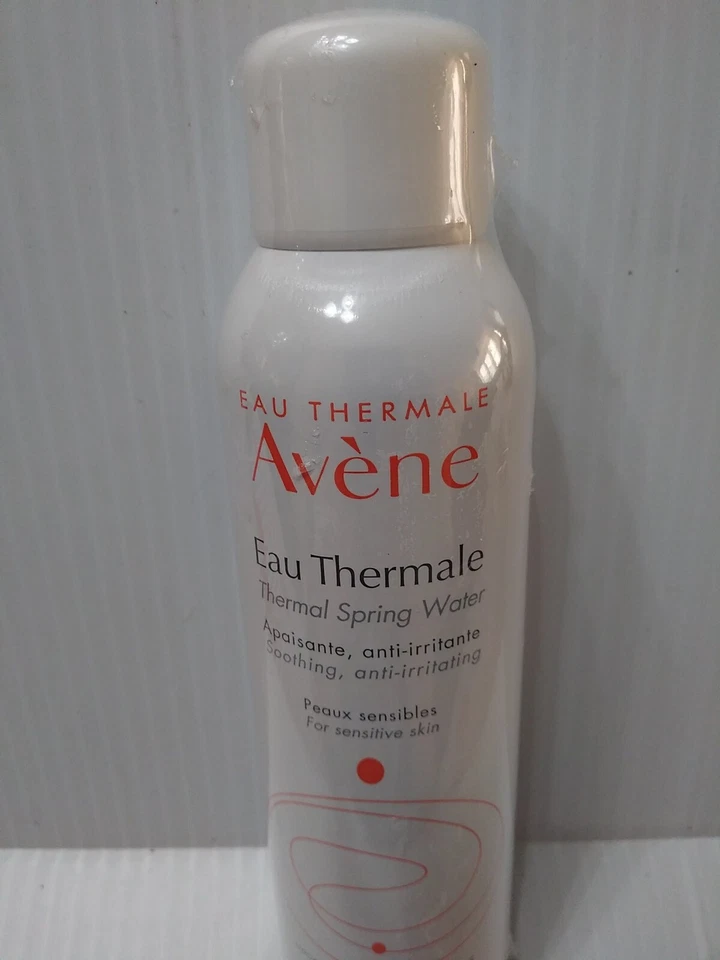 EAU THERMALE
Avène
Eau Thermale
Thermal Spring Water
Apaisante, anti-irritante
Soothing, anti-irritating
Peaux sensibles
For sensitive skin